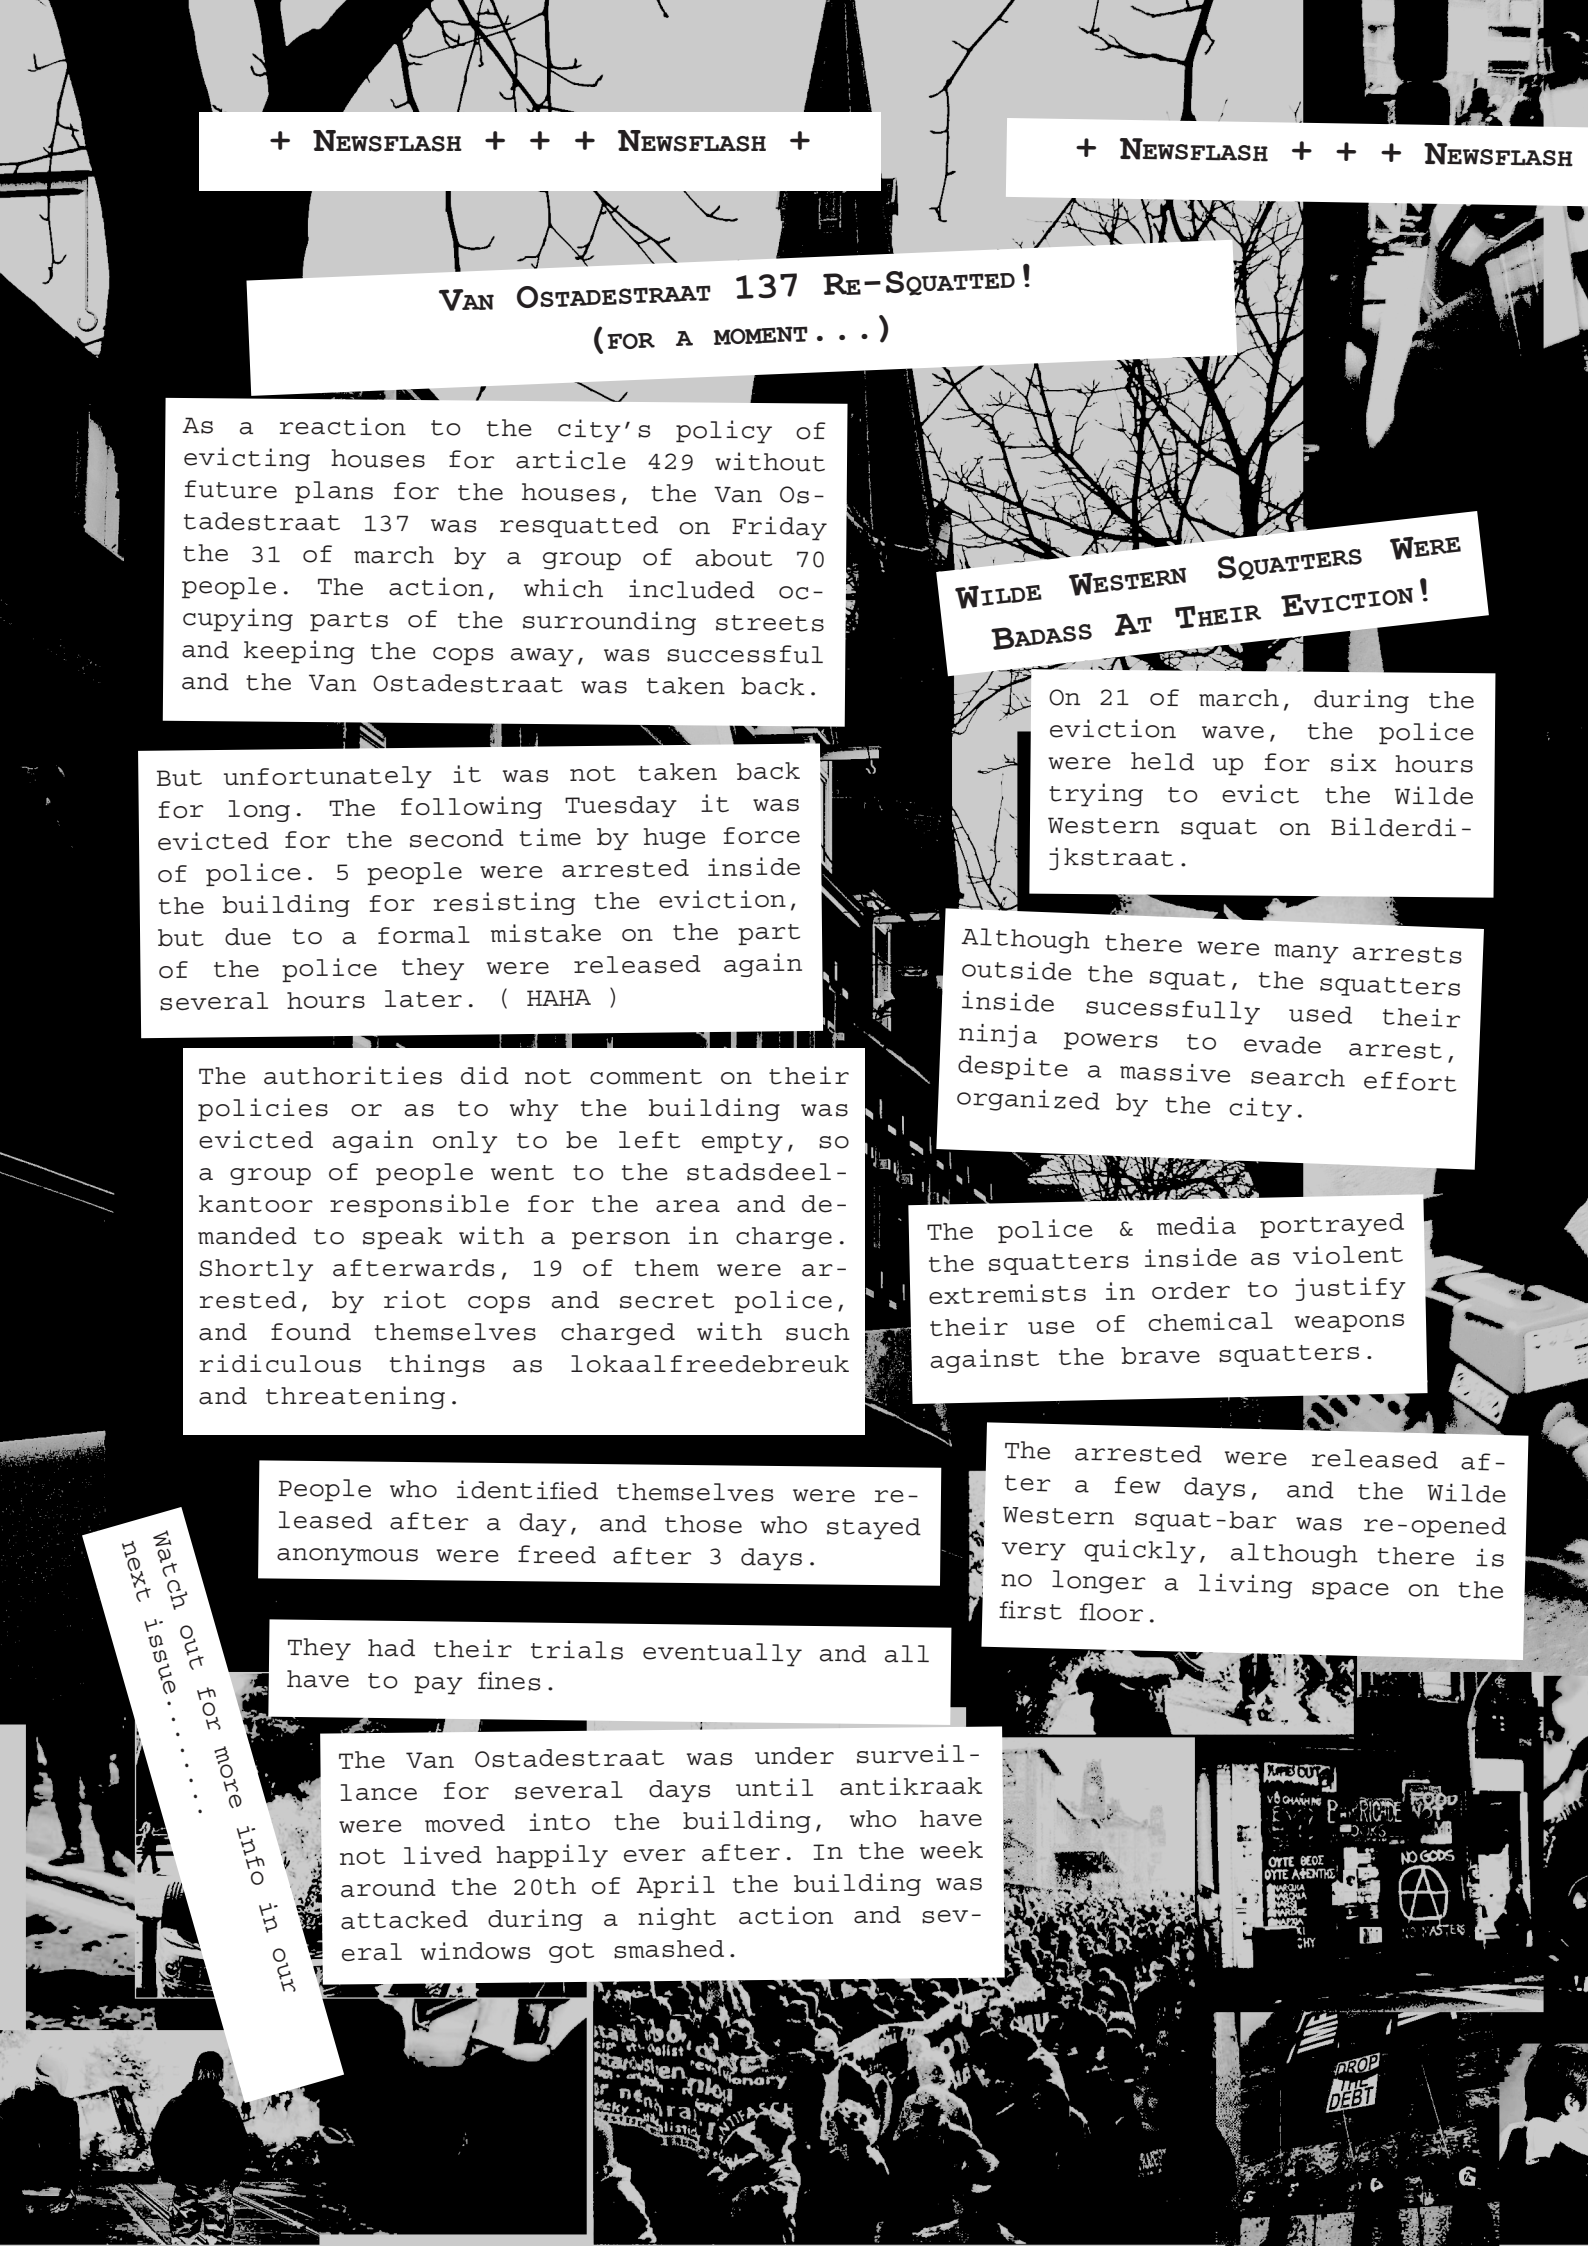 + Newsflash + + + Newsflash +
+ Newsflash + + + Newsflash
Van Ostadestraat 137 Re-Squatted!
(for a moment...)
As a reaction to the city’s policy of
evicting houses for article 429 without
future plans for the houses, the Van Os-
tadestraat 137 was resquatted on Friday
the 31 of march by a group of about 70
people. The action, which included oc-
cupying parts of the surrounding streets
and keeping the cops away, was successful
and the Van Ostadestraat was taken back.
But unfortunately it was not taken back
for long. The following Tuesday it was
evicted for the second time by huge force
of police. 5 people were arrested inside
the building for resisting the eviction,
but due to a formal mistake on the part
of the police they were released again
several hours later. ( HAHA )
The authorities did not comment on their
policies or as to why the building was
evicted again only to be left empty, so
a group of people went to the stadsdeel-
kantoor responsible for the area and de-
manded to speak with a person in charge.
Shortly afterwards, 19 of them were ar-
rested, by riot cops and secret police,
and found themselves charged with such
ridiculous things as lokaalfreedebreuk
and threatening.
People who identified themselves were re-
leased after a day, and those who stayed
anonymous were freed after 3 days.
They had their trials eventually and all
have to pay fines.
The Van Ostadestraat was under surveil-
lance for several days until antikraak
were moved into the building, who have
not lived happily ever after. In the week
around the 20th of April the building was
attacked during a night action and sev-
eral windows got smashed.
Watch out for more info in our
next issue........
Wilde Western Squatters Were
Badass At Their Eviction!
On 21 of march, during the
eviction wave, the police
were held up for six hours
trying to evict the Wilde
Western squat on Bilderdi-
jkstraat.
Although there were many arrests
outside the squat, the squatters
inside sucessfully used their
ninja powers to evade arrest,
despite a massive search effort
organized by the city.
The police & media portrayed
the squatters inside as violent
extremists in order to justify
their use of chemical weapons
against the brave squatters.
The arrested were released af-
ter a few days, and the Wilde
Western squat-bar was re-opened
very quickly, although there is
no longer a living space on the
first floor.
FOOD
NOT
ΟΥΤΕ ΘΕΟΣ
ΟΥΤΕ ΑΦΕΝΤΗΣ
NO GODS
DROP
THE
DEBT